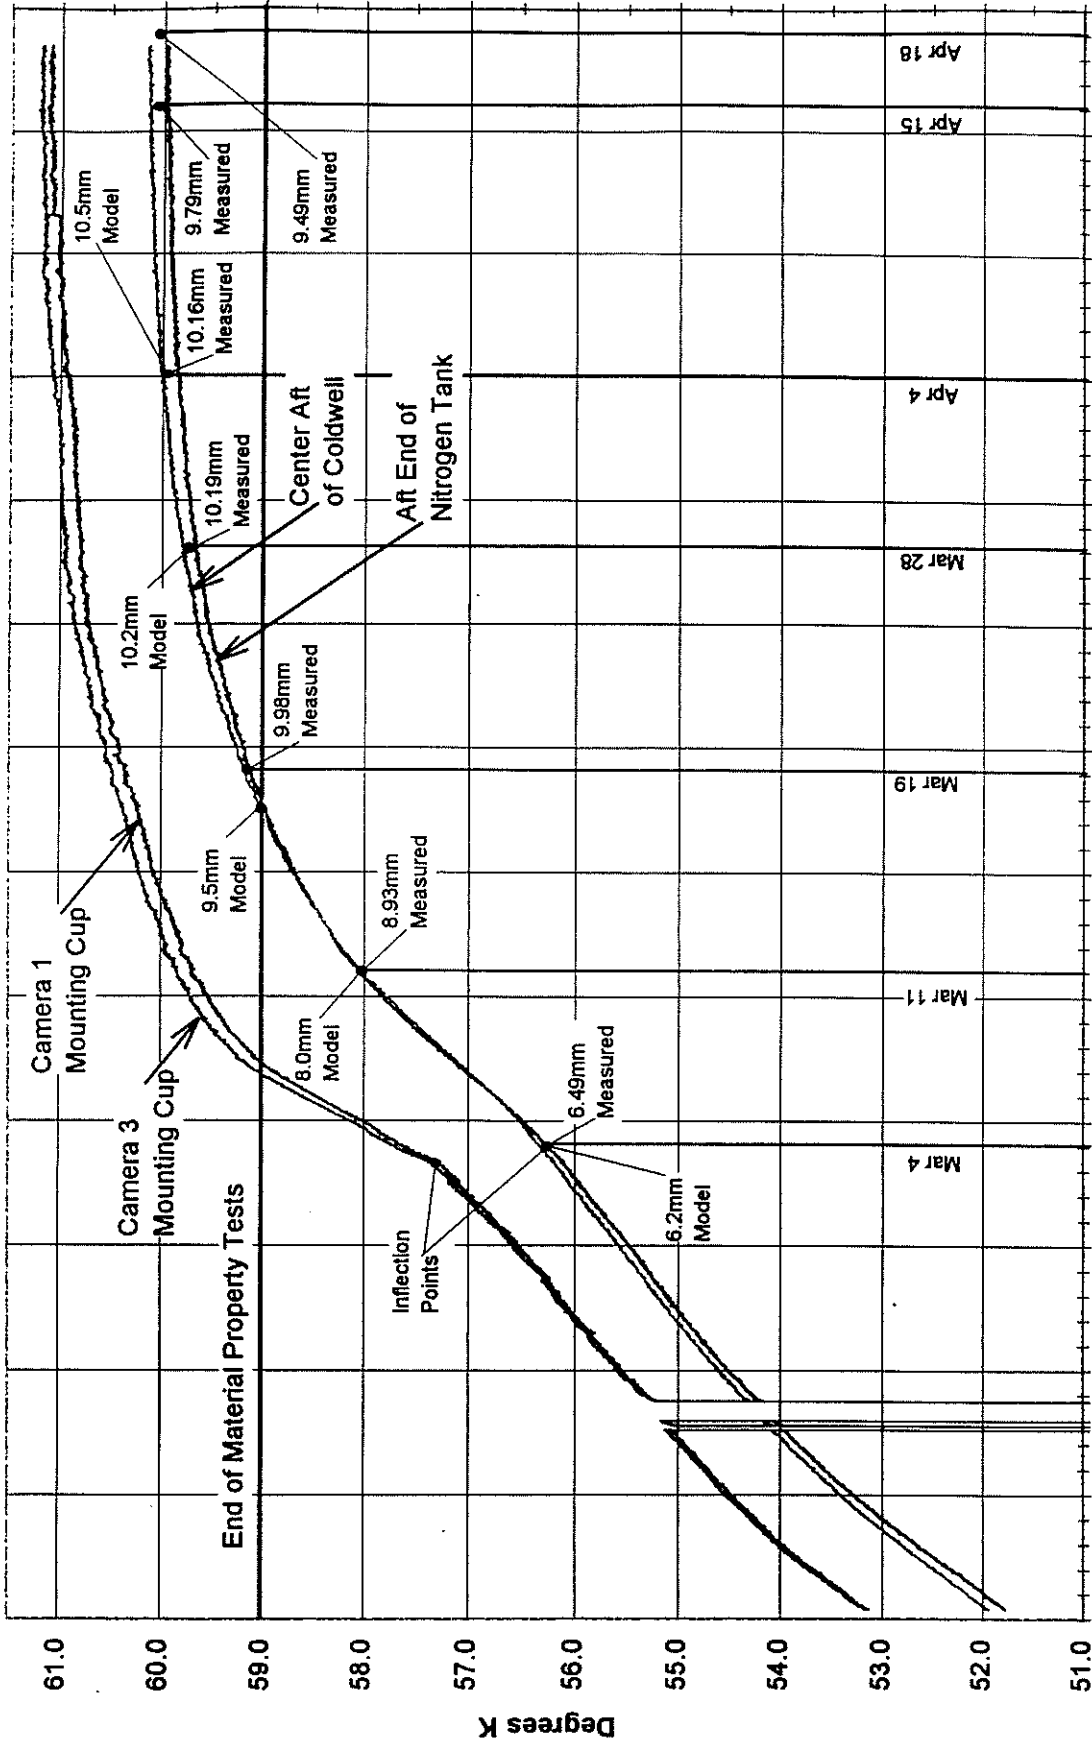 Degrees K
61.0
60.0
59.0
58.0
57.0
56.0
55.0
54.0
53.0
52.0
51.0
End of Material Property Tests
Camera 3
Mounting Cup
Camera 1
Mounting Cup
Inflection
Points
6.2mm
Model
6.49mm
Measured
8.0mm
Model
8.93mm
Measured
9.5mm
Model
9.98mm
Measured
10.2mm
Model
10.19mm
Measured
Center Aft
of Coldwell
Aft End of
Nitrogen Tank
10.5mm
Model
10.16mm
Measured
9.79mm
Measured
9.49mm
Measured
Mar 4
Mar 11
Mar 19
Mar 28
Apr 4
Apr 15
Apr 18